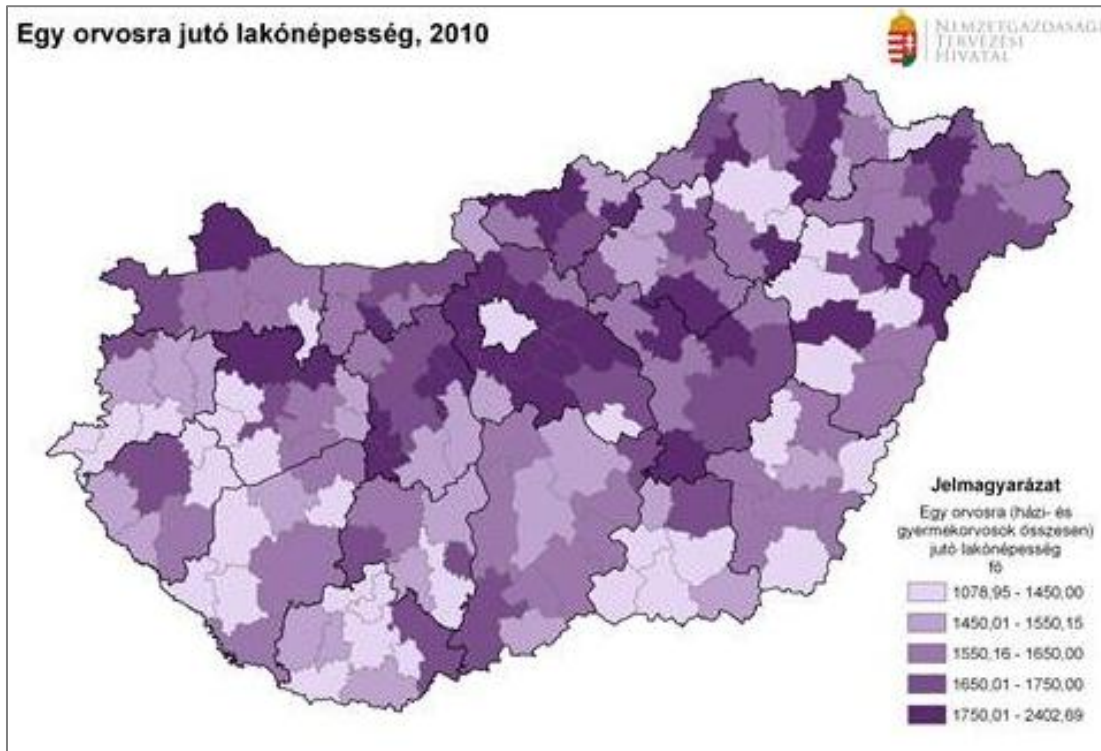 Egy orvosra jutó lakónépesség, 2010
NEMZETGAZDASÁGI
TERVEZÉSI
HIVATAL
Jelmagyarázat
Egy orvosra (házi- és
gyermekorvosok összesen)
jutó lakónépesség
fő
1078,95 - 1450,00
1450,01 - 1550,15
1550,16 - 1650,00
1650,01 - 1750,00
1750,01 - 2402,69